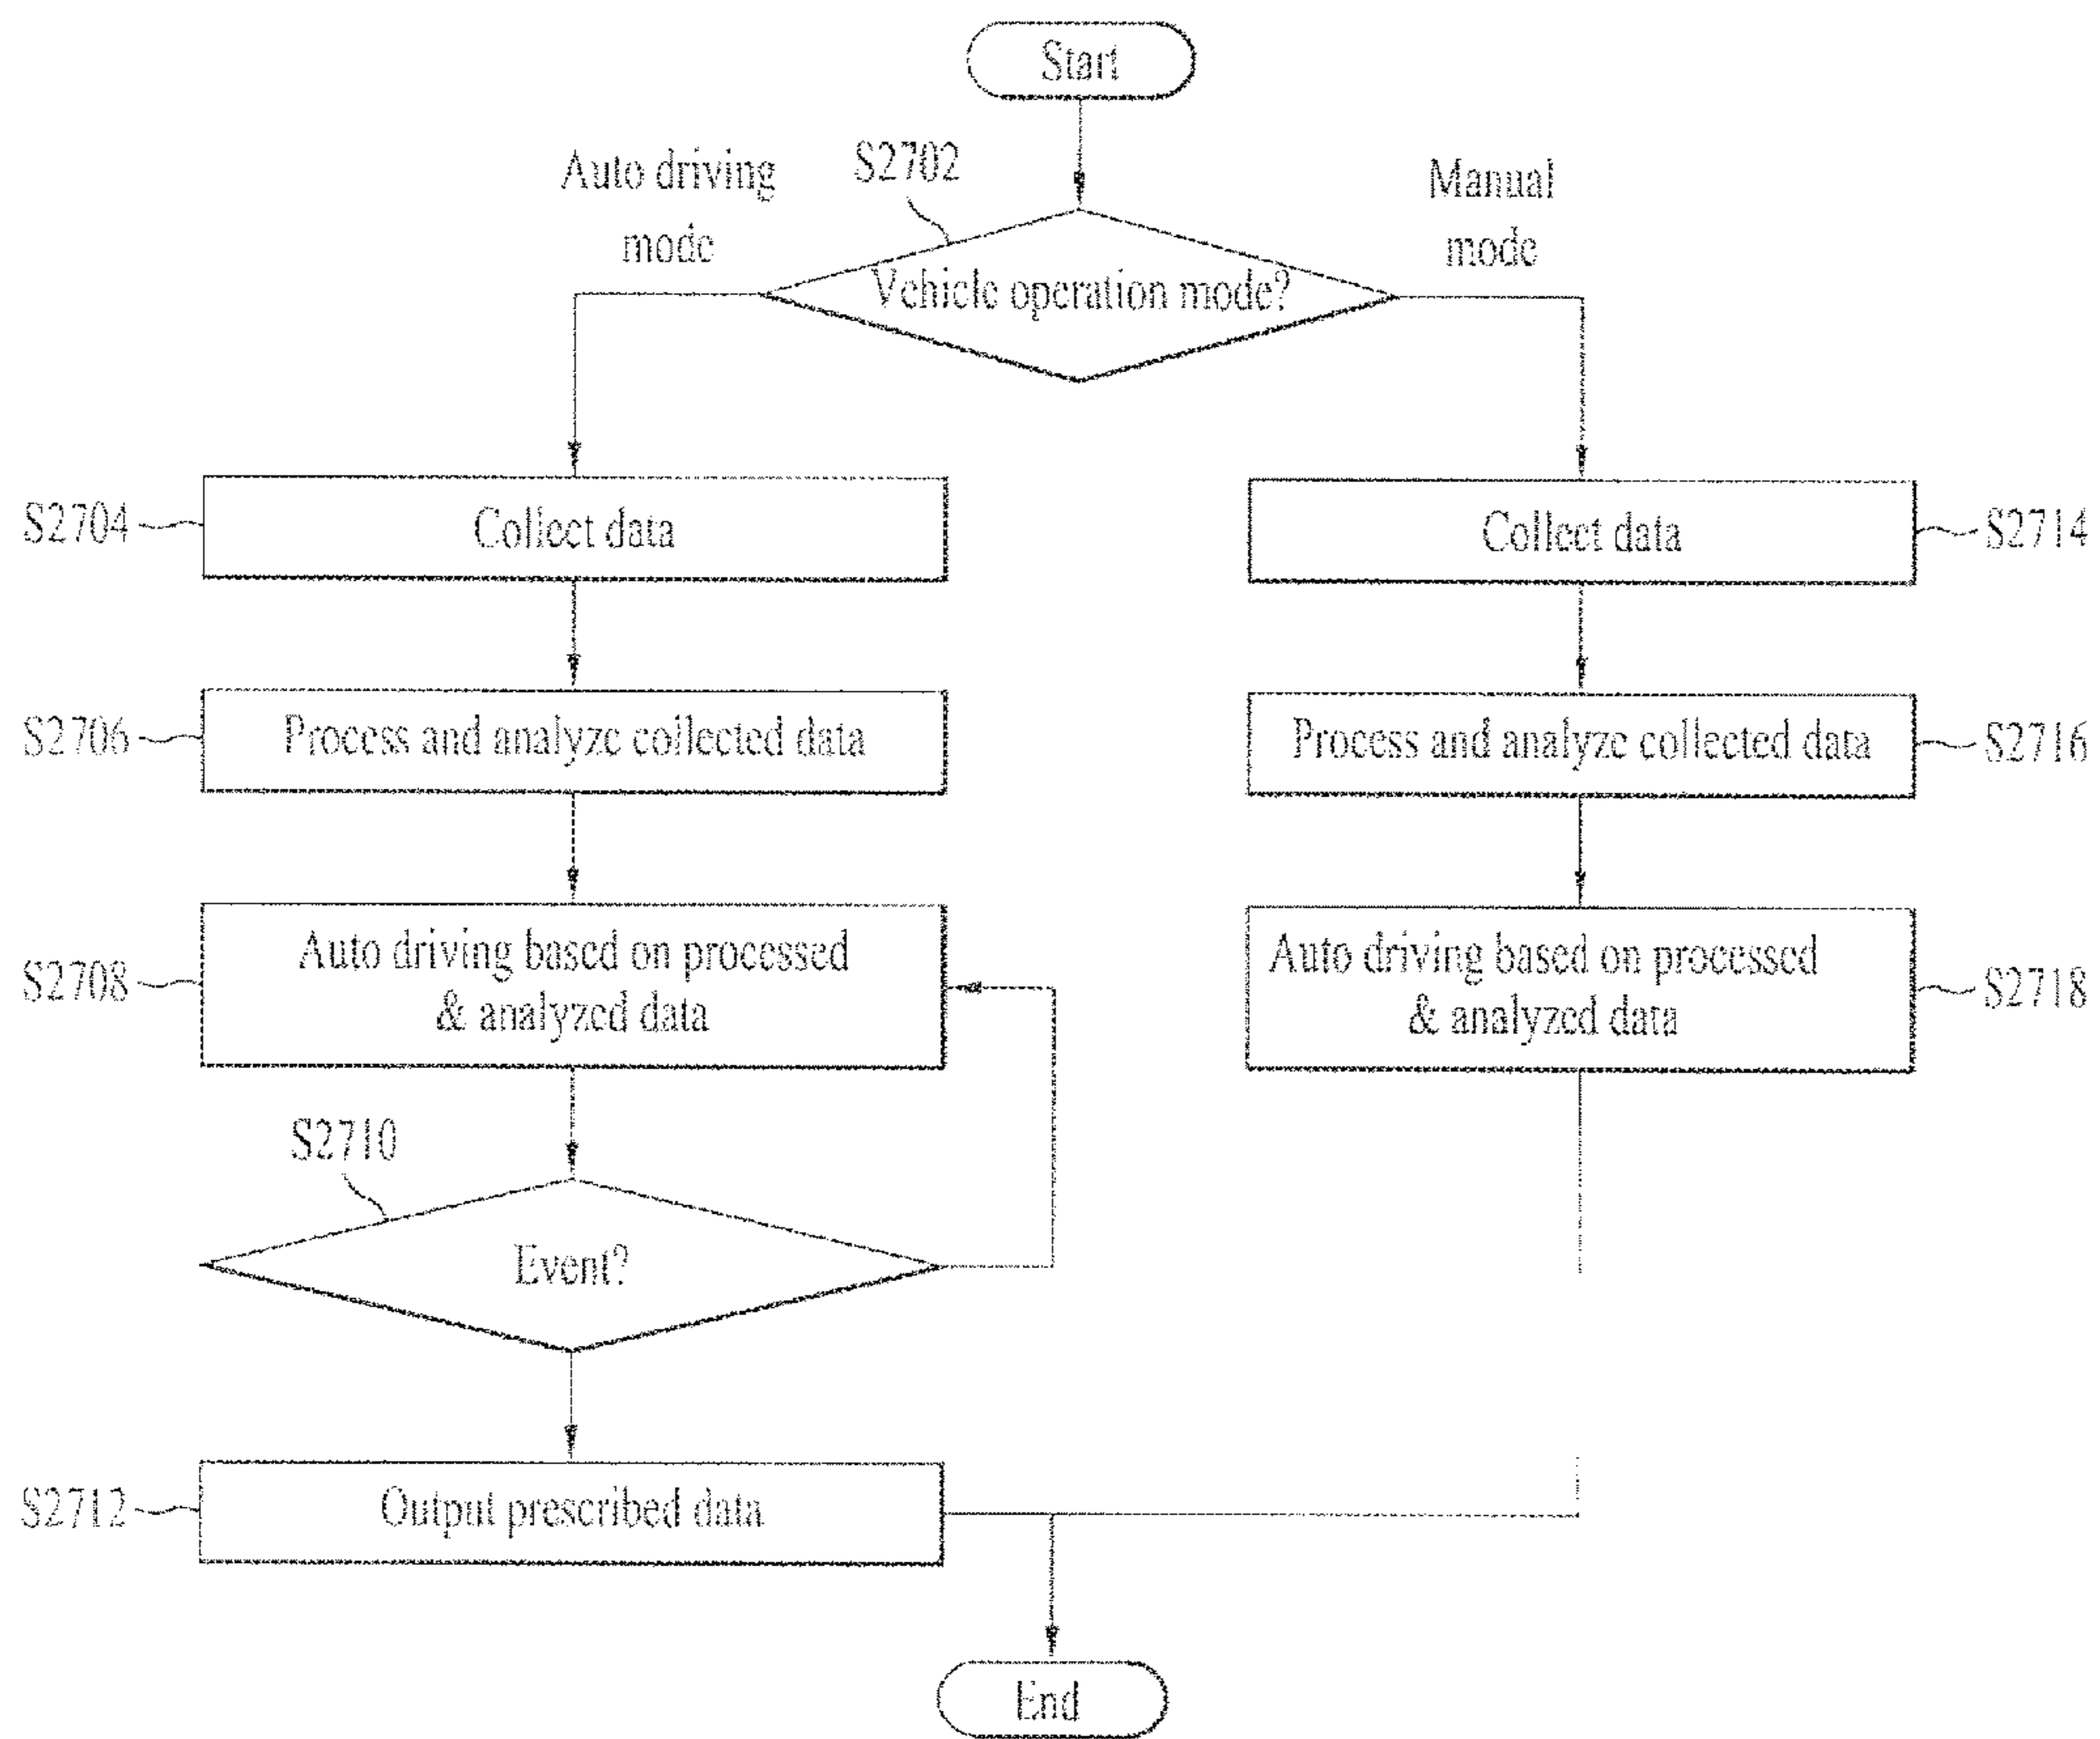 Start
S2702
Auto driving
mode
Manual
mode
Vehicle operation mode?
S2704
Collect data
Collect data
S2714
S2706
Process and analyze collected data
Process and analyze collected data
S2716
S2708
Auto driving based on processed
& analyzed data
Auto driving based on processed
& analyzed data
S2718
S2710
Event?
S2712
Output prescribed data
End